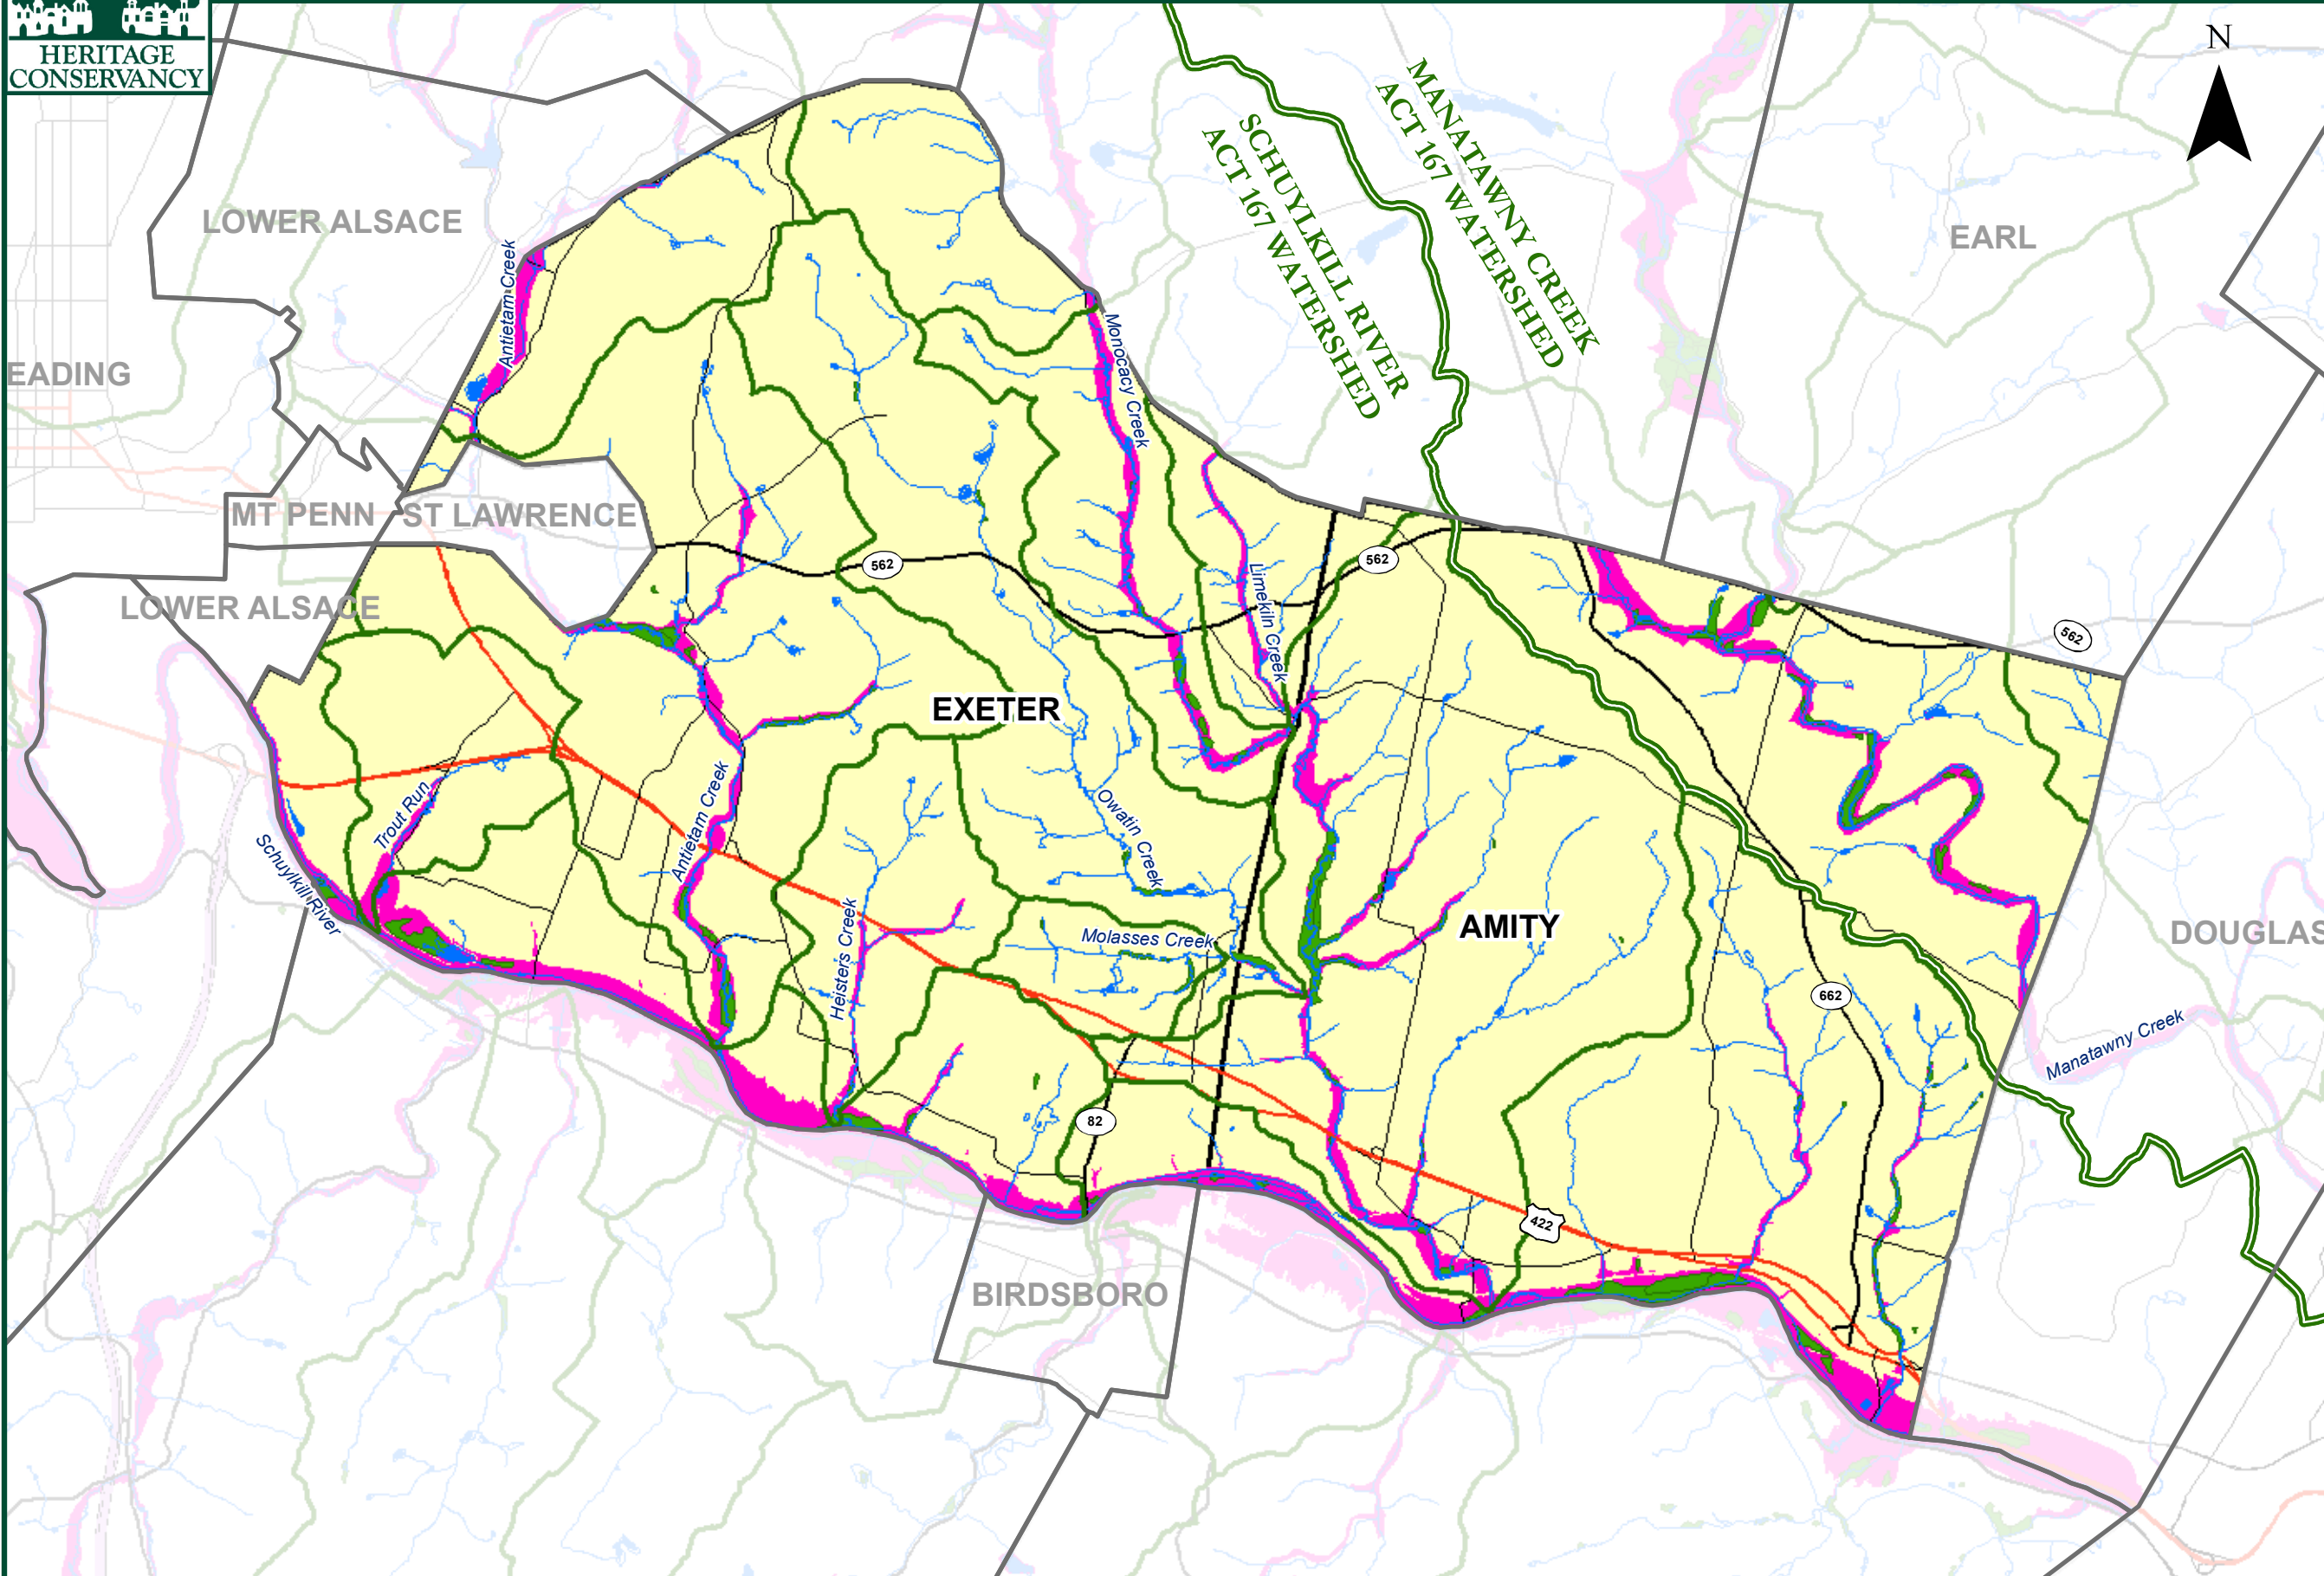 HERITAGE
CONSERVANCY
N
MANATAWNY CREEK
ACT 167 WATERSHED
SCHUYLKILL RIVER
ACT 167 WATERSHED
LOWER ALSACE
EARL
Antietam Creek
EADING
Monocacy Creek
MT PENN
ST LAWRENCE
562
562
LOWER ALSACE
Limekiln Creek
562
EXETER
Trout Run
Schuylkill River
Antietam Creek
Owatin Creek
AMITY
DOUGLAS
Heisters Creek
Molasses Creek
662
Manatawny Creek
82
422
BIRDSBORO